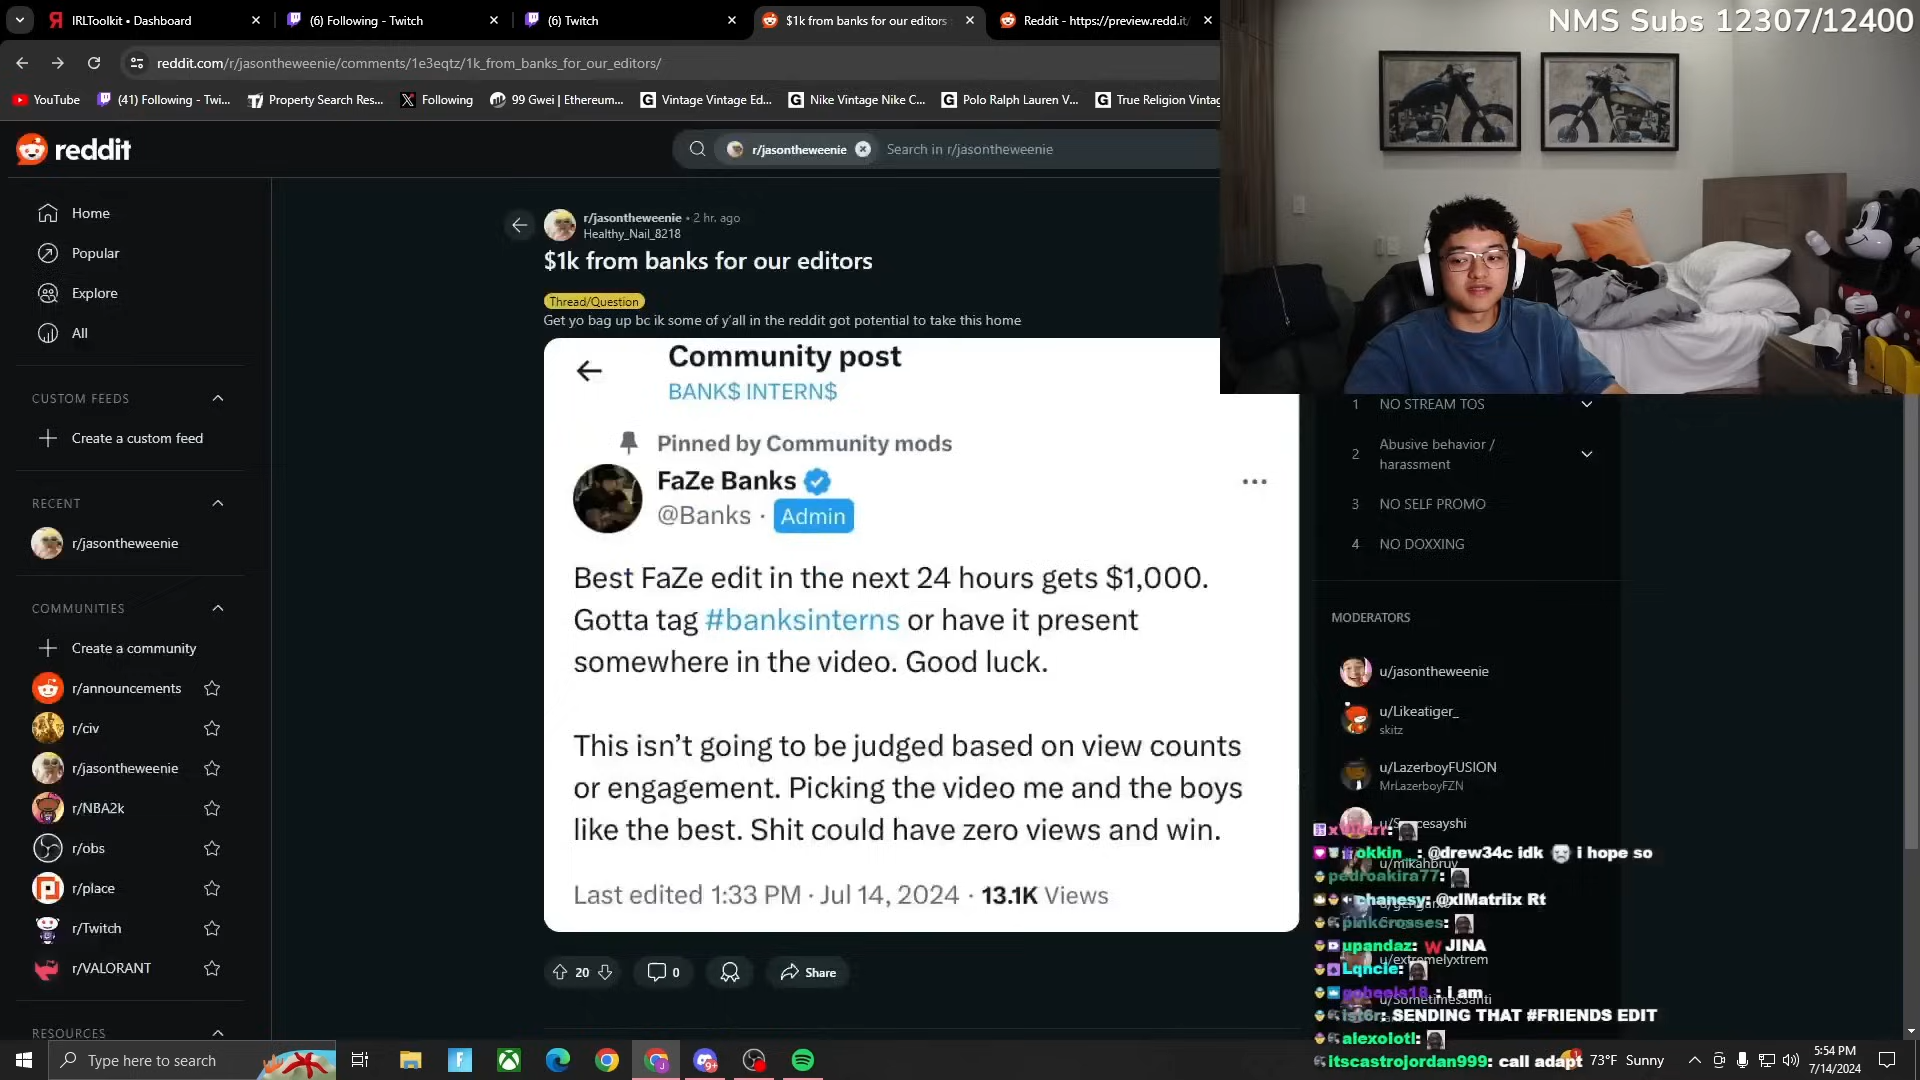 IRLToolkit • Dashboard
(6) Following - Twitch
(6) Twitch
$1k from banks for our editors
Reddit - https://preview.redd.it/
NMS Subs 12307/12400
reddit.com/r/jasontheweenie/comments/1e3eqtz/1k_from_banks_for_our_editors/
YouTube
(41) Following - Twi...
Property Search Res...
Following
99 Gwei | Ethereum...
Vintage Vintage Ed...
Nike Vintage Nike C...
Polo Ralph Lauren V...
True Religion Vintag
reddit
r/jasontheweenie
Search in r/jasontheweenie
Home
Popular
Explore
All
CUSTOM FEEDS
Create a custom feed
RECENT
r/jasontheweenie
COMMUNITIES
Create a community
r/announcements
r/civ
r/jasontheweenie
r/NBA2k
r/obs
r/place
r/Twitch
r/VALORANT
RESOURCES
r/jasontheweenie • 2 hr. ago
Healthy_Nail_8218
$1k from banks for our editors
Thread/Question
Get yo bag up bc ik some of y'all in the reddit got potential to take this home
Community post
BANK$ INTERN$
Pinned by Community mods
FaZe Banks
@Banks · Admin
Best FaZe edit in the next 24 hours gets $1,000.
Gotta tag #banksinterns or have it present
somewhere in the video. Good luck.
This isn't going to be judged based on view counts
or engagement. Picking the video me and the boys
like the best. Shit could have zero views and win.
Last edited 1:33 PM · Jul 14, 2024 · 13.1K Views
20
0
Share
1 NO STREAM TOS
2 Abusive behavior /
harassment
3 NO SELF PROMO
4 NO DOXXING
MODERATORS
u/jasontheweenie
u/Likeatiger_
skitz
u/LazerboyFUSION
MrLazerboyFZN
: @drew34c idk i hope so
u/mikahbruv
pedroakira77:
chanesy: @xlMatriix Rt
pinkcrosses:
upandaz: W JINA
u/extremelyxtrem
Lqncle:
: i am
u/SometimesSanti
: SENDING THAT #FRIENDS EDIT
alexoloti:
itscastrojordan999: call adapt
Type here to search
9+
73°F Sunny
5:54 PM
7/14/2024